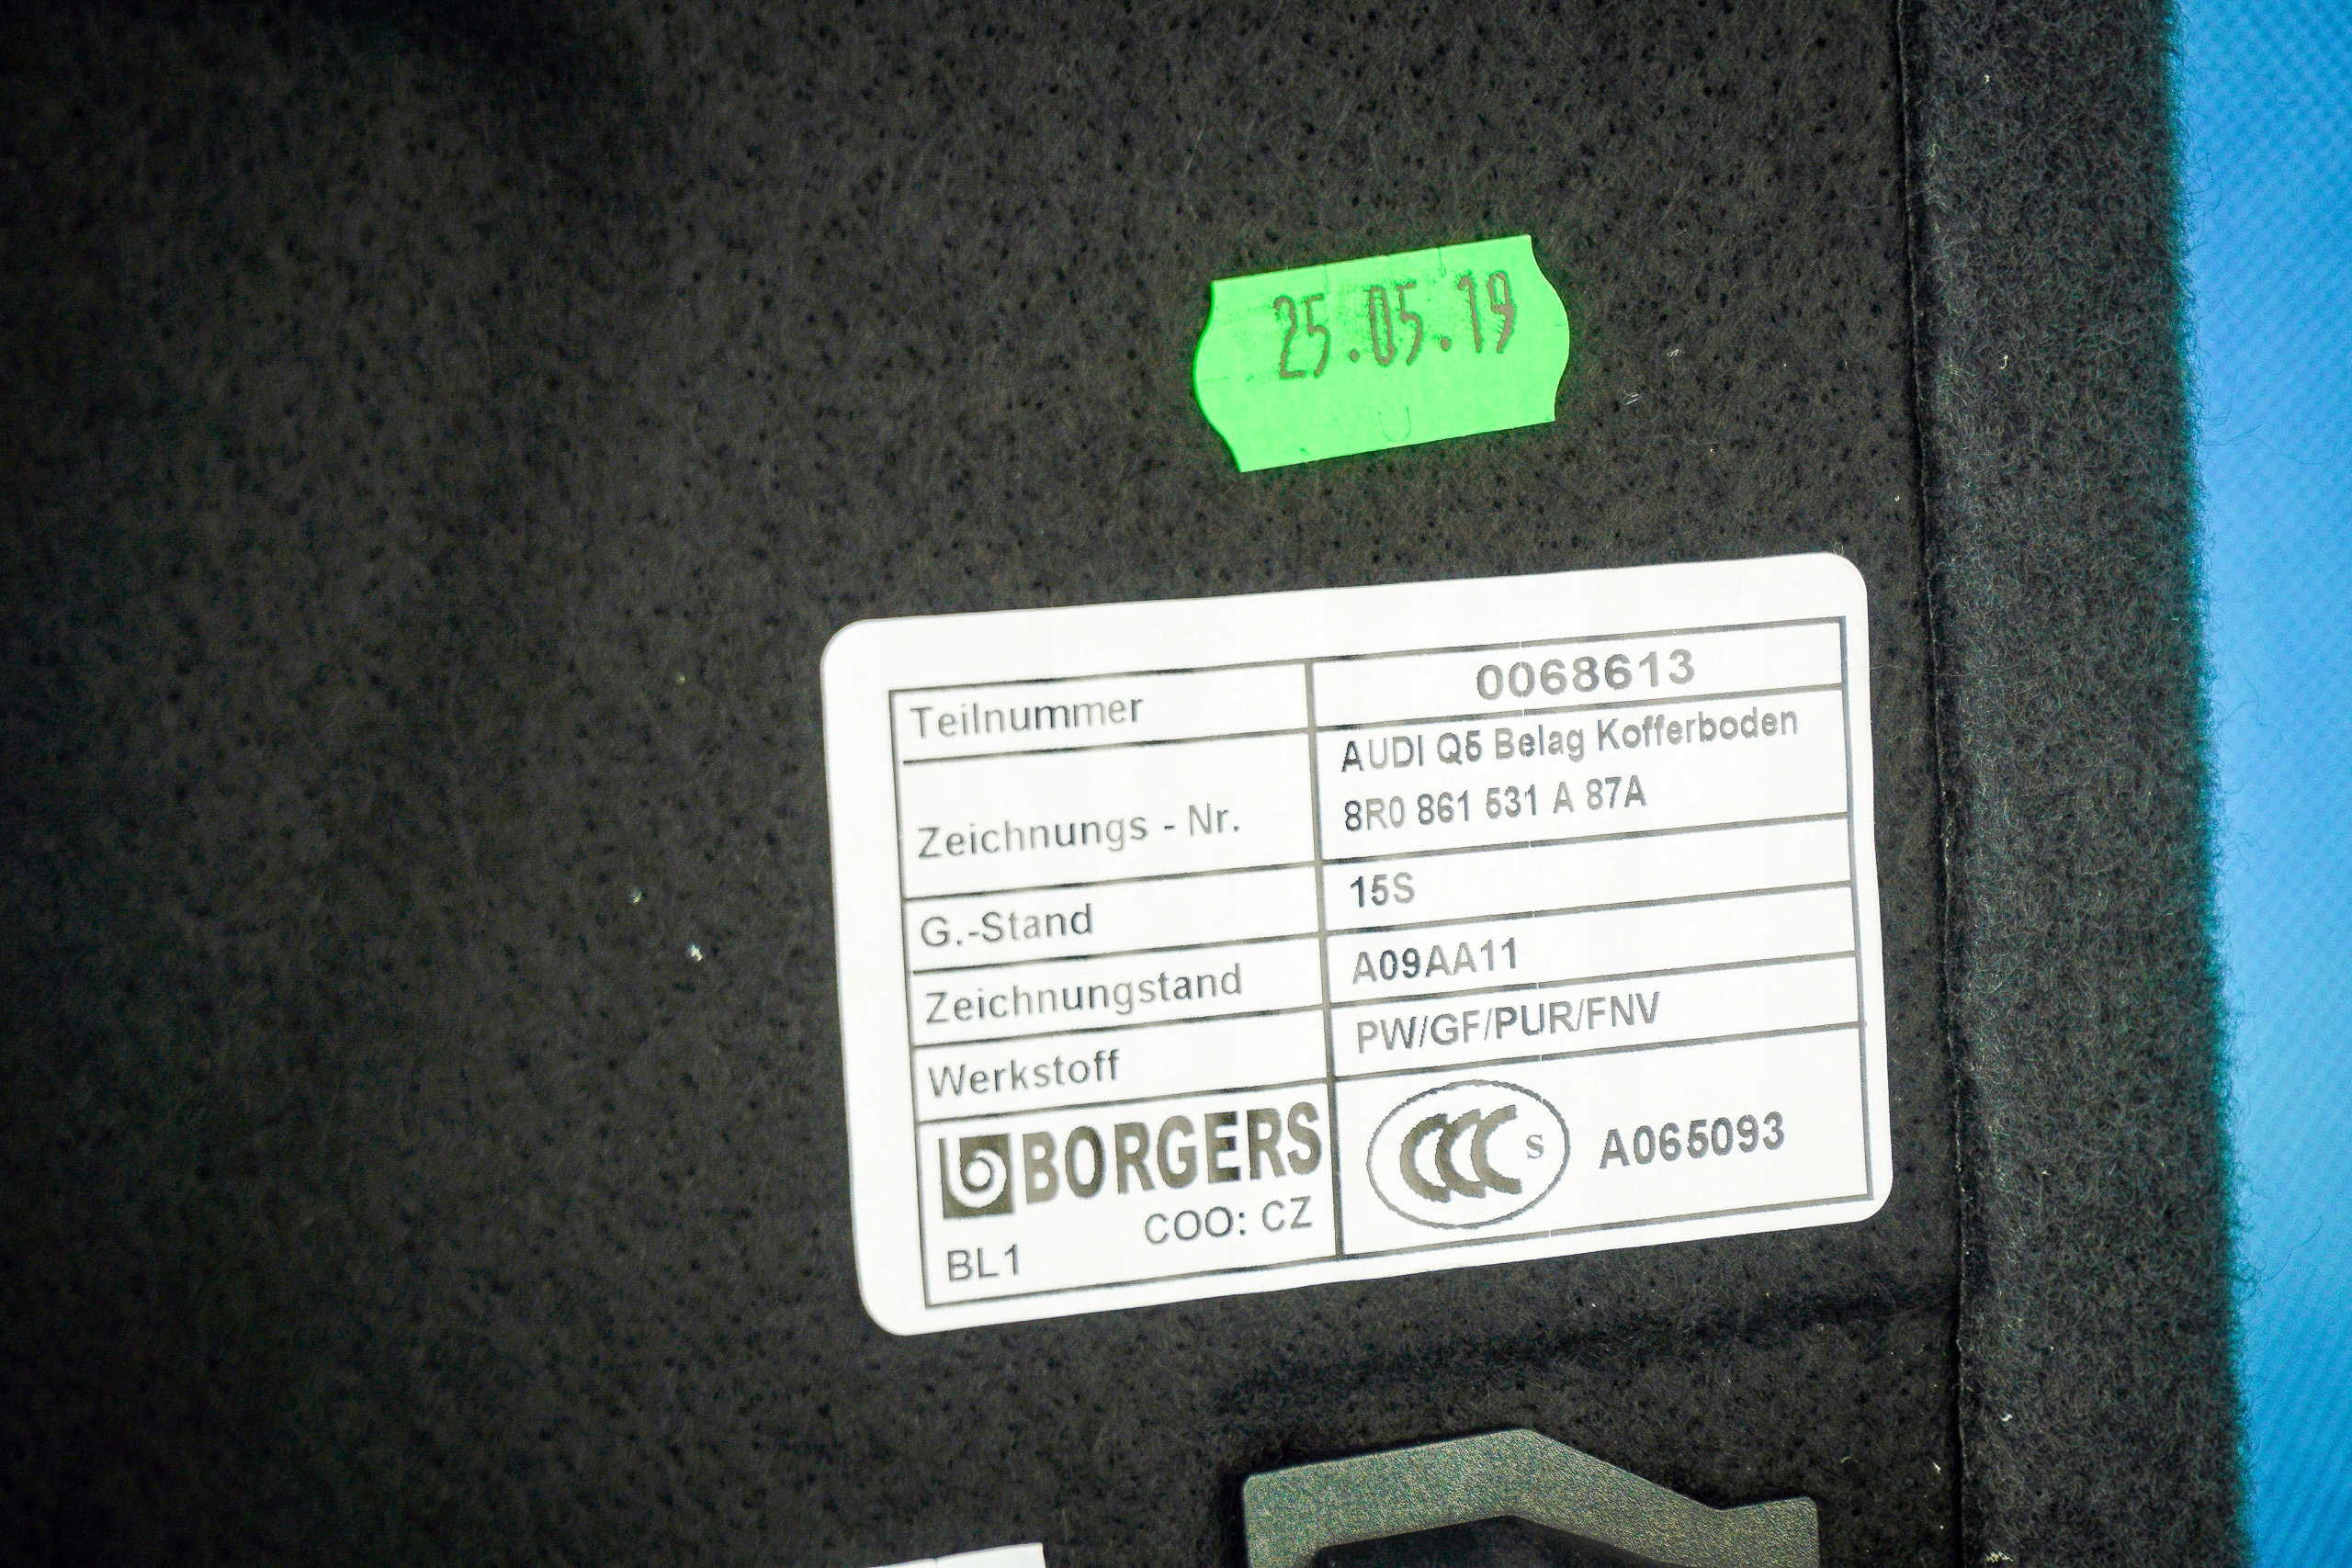 25.05.19
Teilnummer
0068613
Zeichnungs - Nr.
AUDI Q5 Belag Kofferboden
8R0 861 531 A 87A
G.-Stand
15S
Zeichnungstand
A09AA11
Werkstoff
PW/GF/PUR/FNV
BORGERS
COO: CZ
BL1
CCC S
A065093